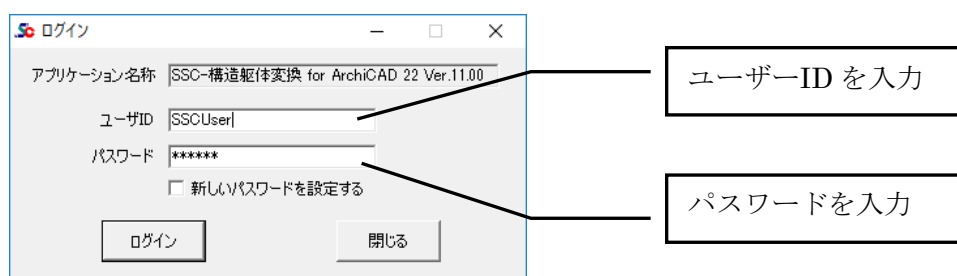 Sc ログイン
アプリケーション名称 SSC-構造躯体変換 for ArchiCAD 22 Ver.11.00
ユーザーID を入力
ユーザID SSCUser
パスワード ******
新しいパスワードを設定する
パスワードを入力
ログイン 閉じる